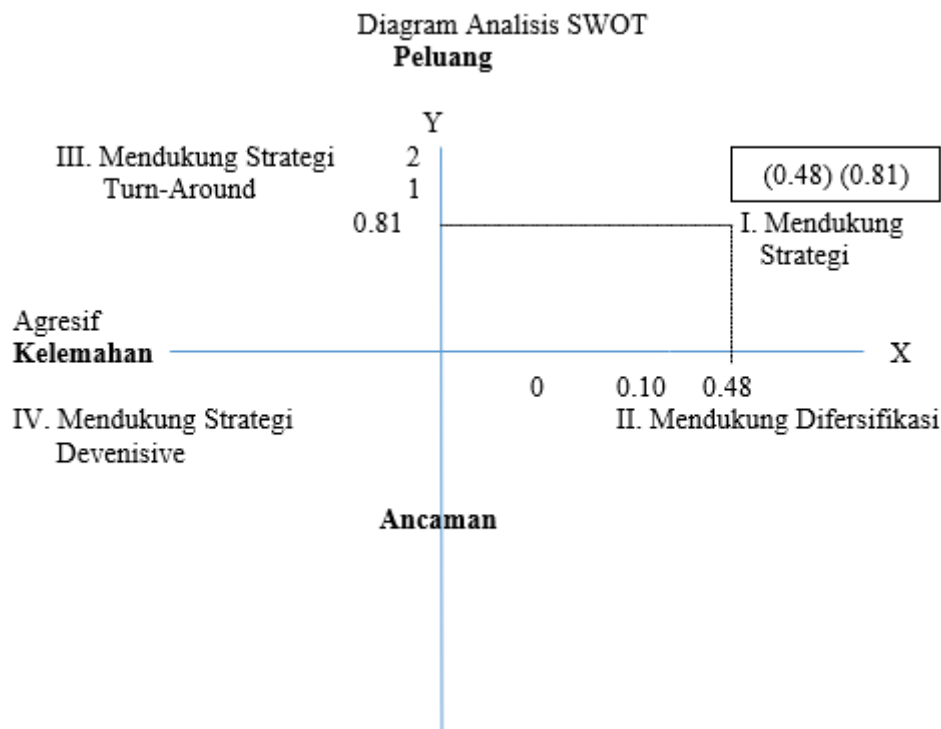 Diagram Analisis SWOT
Peluang
Y
III. Mendukung Strategi
Turn-Around
2
1
0.81
(0.48) (0.81)
I. Mendukung
Strategi
Agresif
Kelemahan
X
0 0.10 0.48
IV. Mendukung Strategi
Devenisive
II. Mendukung Difersifikasi
Ancaman